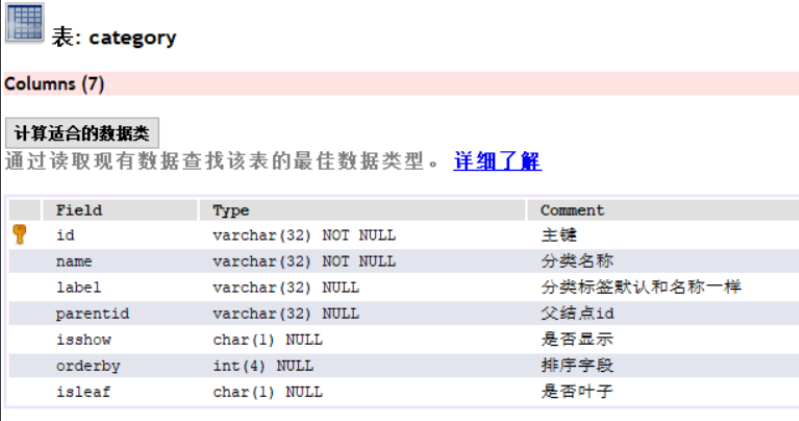 表: category
Columns (7)
计算适合的数据类
通过读取现有数据查找该表的最佳数据类型。 详细了解
Field Type Comment
id varchar(32) NOT NULL 主键
name varchar(32) NOT NULL 分类名称
label varchar(32) NULL 分类标签默认和名称一样
parentid varchar(32) NULL 父结点id
isshow char(1) NULL 是否显示
orderby int(4) NULL 排序字段
isleaf char(1) NULL 是否叶子